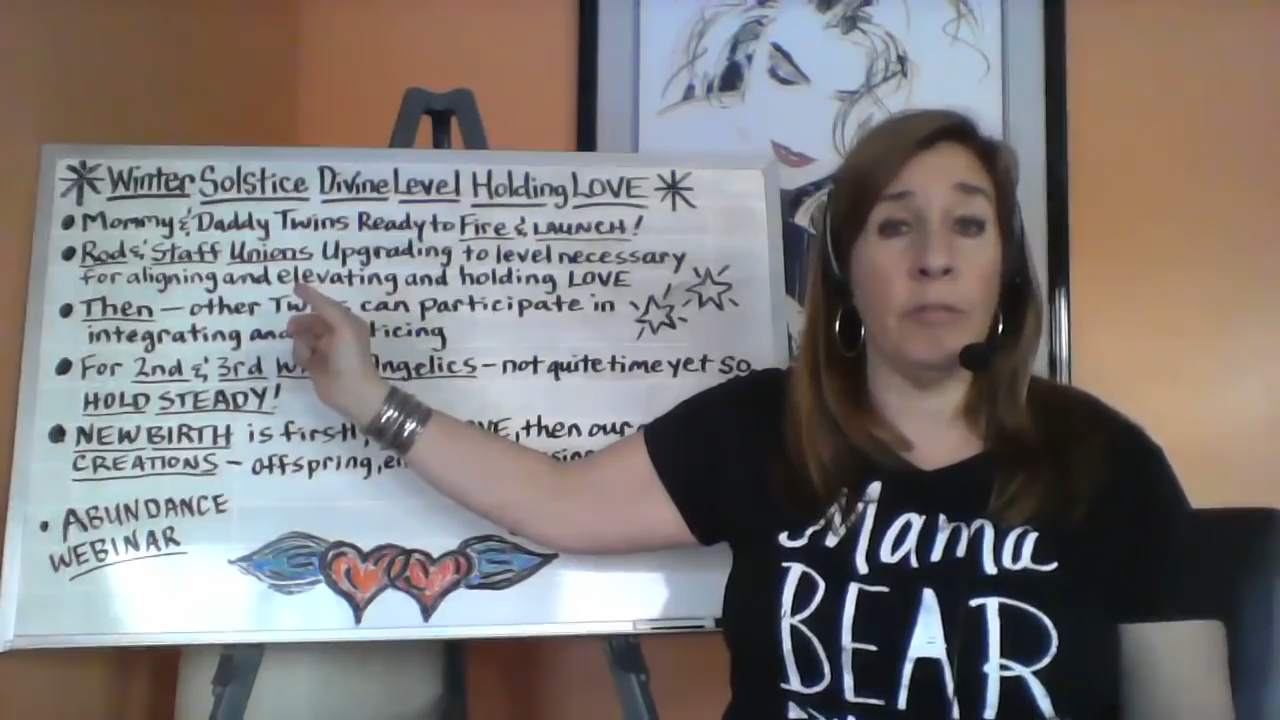 Winter Solstice Divine Level Holding LOVE
• Mommy & Daddy Twins Ready to Fire & LAUNCH!
• Rod & Staff Unions Upgrading to level necessary
for aligning and elevating and holding LOVE
• Then - other can participate in
integrating and
• For 2nd & 3rd Angelics - not quite time yet so
HOLD STEADY!
• NEW BIRTH is then our
CREATIONS - offspring,
• ABUNDANCE
WEBINAR
Mama
BEAR